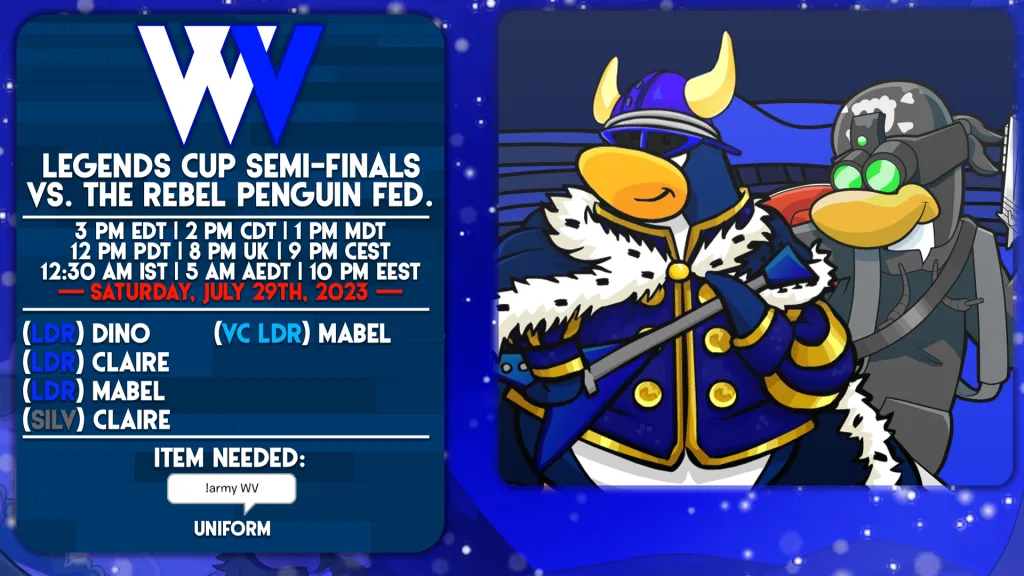 WV
LEGENDS CUP SEMI-FINALS
VS. THE REBEL PENGUIN FED.
3 PM EDT | 2 PM CDT | 1 PM MDT
12 PM PDT | 8 PM UK | 9 PM CEST
12:30 AM IST | 5 AM AEDT | 10 PM EEST
— SATURDAY, JULY 29TH, 2023 —
(LDR) DINO (VC LDR) MABEL
(LDR) CLAIRE
(LDR) MABEL
(SILV) CLAIRE
ITEM NEEDED:
!army WV
UNIFORM